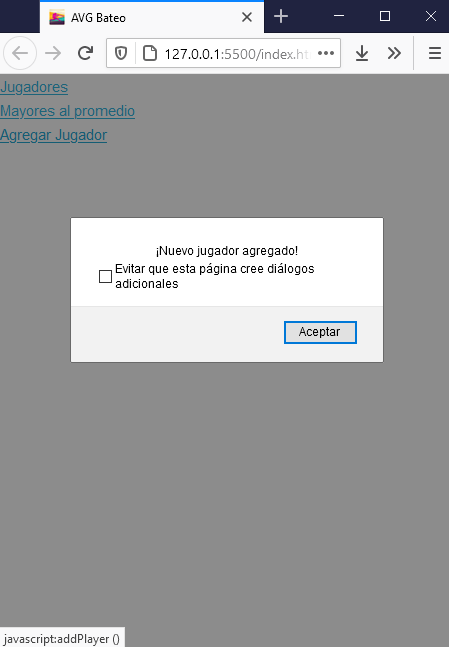 AVG Bateo
127.0.0.1:5500/index.h
Jugadores
Mayores al promedio
Agregar Jugador
¡Nuevo jugador agregado!
Evitar que esta página cree diálogos
adicionales
Aceptar
javascript:addPlayer ()